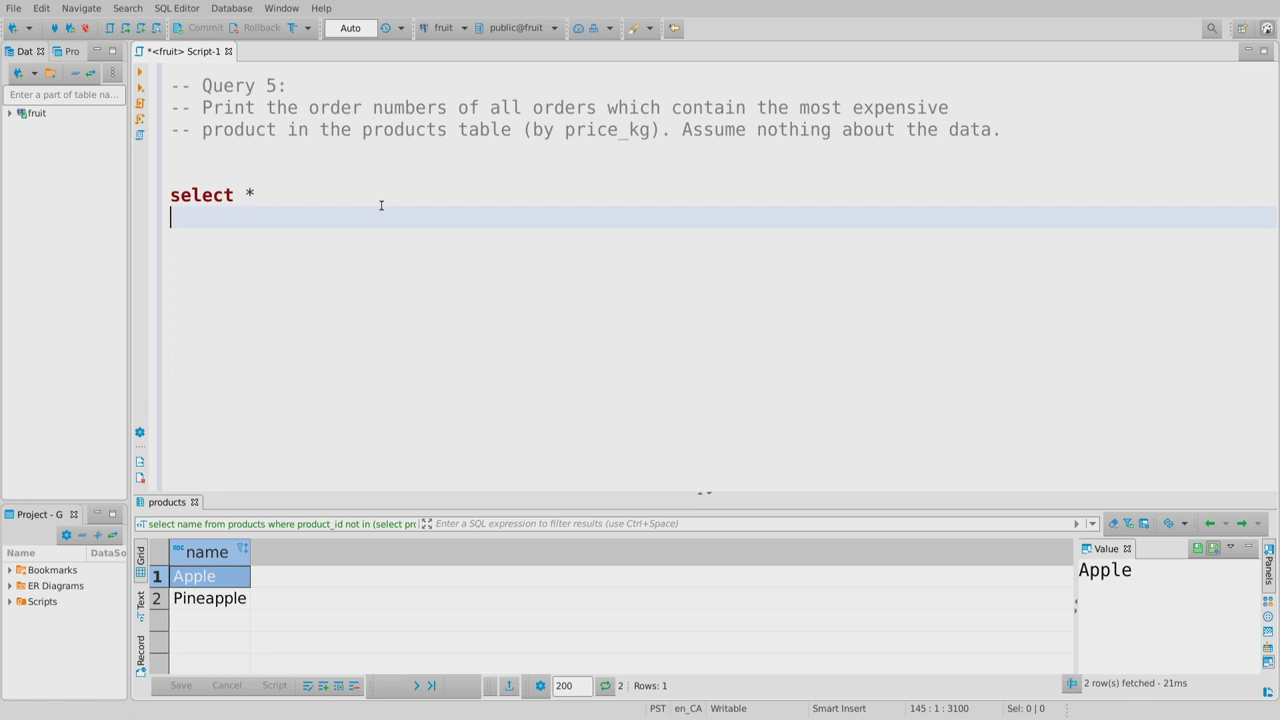 File Edit Navigate Search SQL Editor Database Window Help
Commit Rollback Auto fruit public@fruit
Dat Pro *<fruit> Script-1
Enter a part of table na...
fruit
-- Query 5:
-- Print the order numbers of all orders which contain the most expensive
-- product in the products table (by price_kg). Assume nothing about the data.
select *
Project - G
Name DataSo
Bookmarks
ER Diagrams
Scripts
products
select name from products where product_id not in (select pro Enter a SQL expression to filter results (use Ctrl+Space)
Grid
Text
Record
name
1 Apple
2 Pineapple
Value
Apple
Panels
Save Cancel Script 200 2 Rows: 1
2 row(s) fetched - 21ms
PST en_CA Writable Smart Insert 145 : 1 : 3100 Sel: 0 | 0